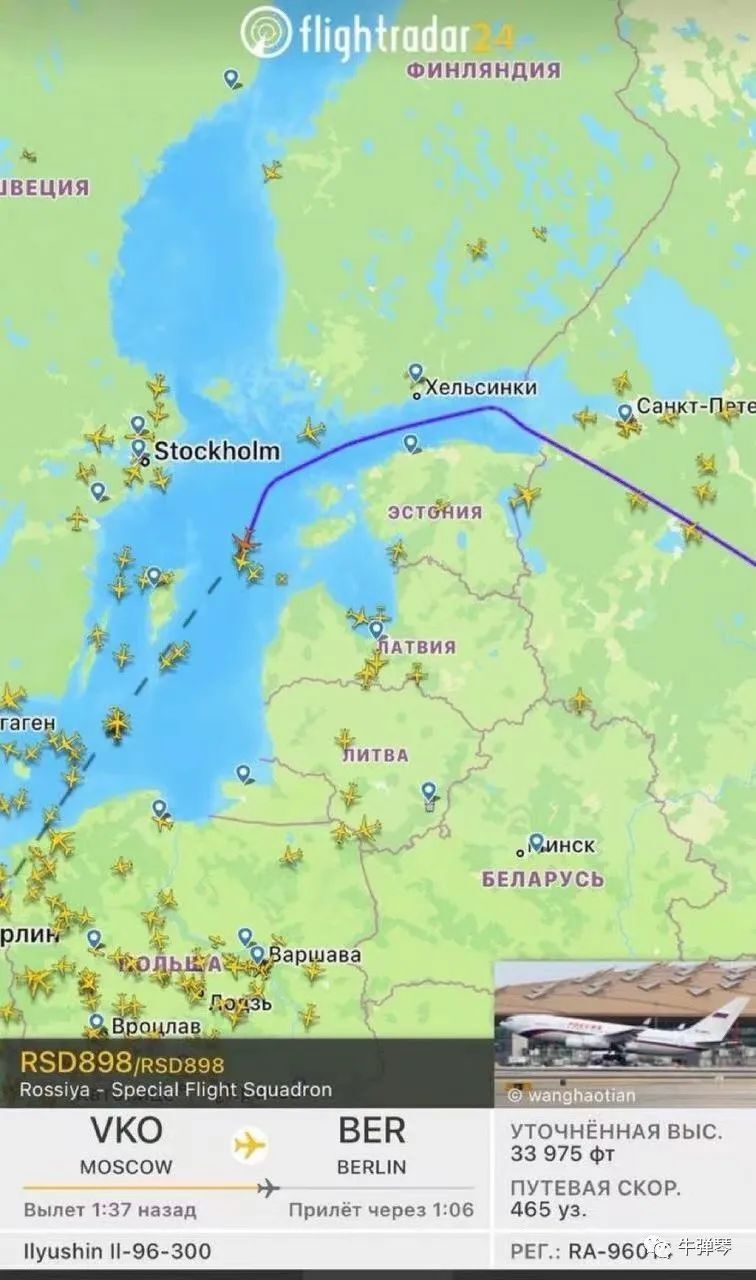 flightradar24
ФИНЛЯНДИЯ
ШВЕЦИЯ
Хельсинки
Санкт-Пете
Stockholm
ЭСТОНИЯ
ЛАТВИЯ
гаген
ЛИТВА
Минск
БЕЛАРУСЬ
рлин
ПОЛЬША
Варшава
Лодзь
Вроцлав
RSD898/RSD898
Rossiya - Special Flight Squadron
© wanghaotian
VKO
MOSCOW
BER
BERLIN
Вылет 1:37 назад
Прилёт через 1:06
УТОЧНЁННАЯ ВЫС.
33 975 фт
ПУТЕВАЯ СКОР.
465 уз.
Ilyushin Il-96-300
РЕГ.: RA-9601
牛弹琴